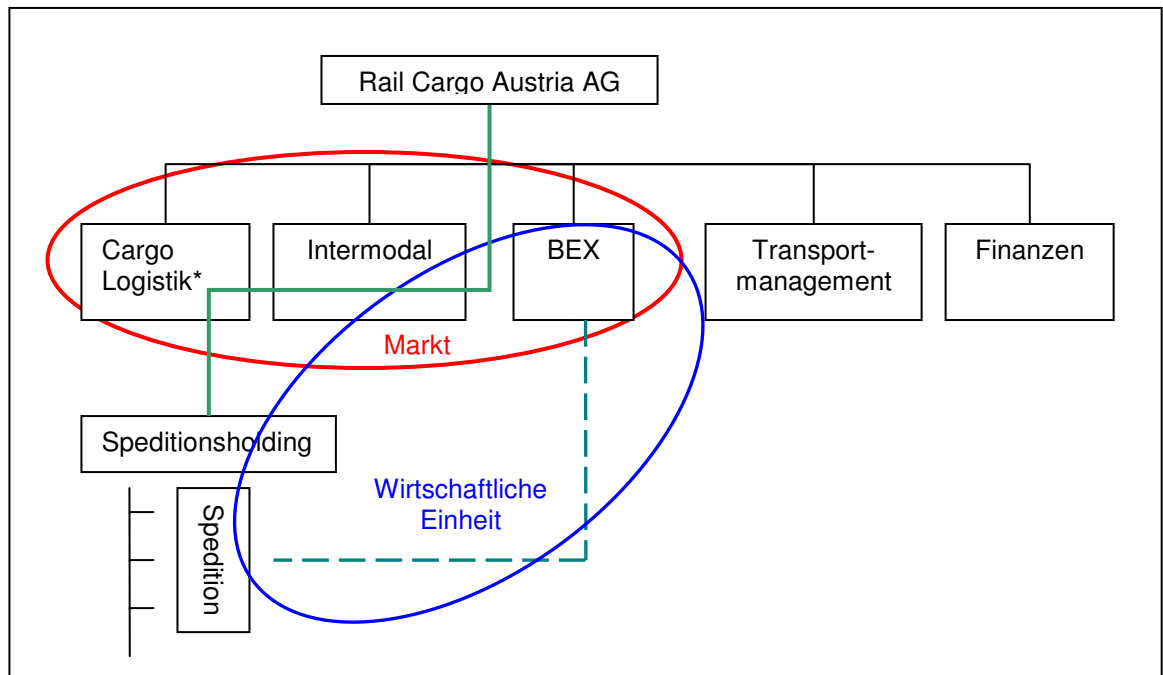 Rail Cargo Austria AG
Cargo
Logistik*
Intermodal
BEX
Transport-
management
Finanzen
Markt
Speditionsholding
Wirtschaftliche
Einheit
Spedition